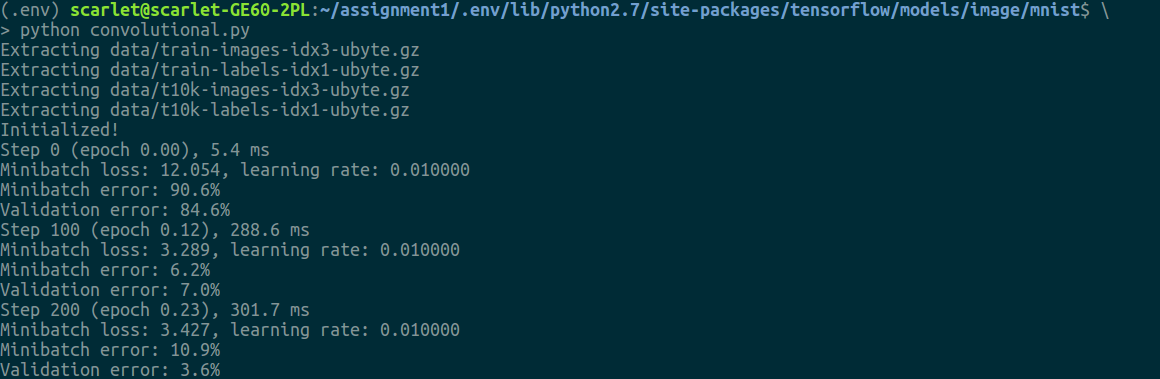 (.env) scarlet@scarlet-GE60-2PL:~/assignment1/.env/lib/python2.7/site-packages/tensorflow/models/image/mnist$ \
> python convolutional.py
Extracting data/train-images-idx3-ubyte.gz
Extracting data/train-labels-idx1-ubyte.gz
Extracting data/t10k-images-idx3-ubyte.gz
Extracting data/t10k-labels-idx1-ubyte.gz
Initialized!
Step 0 (epoch 0.00), 5.4 ms
Minibatch loss: 12.054, learning rate: 0.010000
Minibatch error: 90.6%
Validation error: 84.6%
Step 100 (epoch 0.12), 288.6 ms
Minibatch loss: 3.289, learning rate: 0.010000
Minibatch error: 6.2%
Validation error: 7.0%
Step 200 (epoch 0.23), 301.7 ms
Minibatch loss: 3.427, learning rate: 0.010000
Minibatch error: 10.9%
Validation error: 3.6%